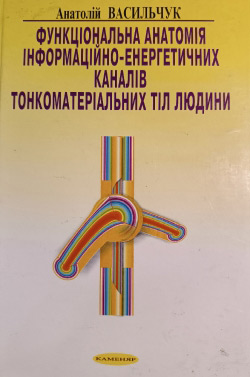 Анатолій ВАСИЛЬЧУК
ФУНКЦІОНАЛЬНА АНАТОМІЯ
ІНФОРМАЦІЙНО-ЕНЕРГЕТИЧНИХ
КАНАЛІВ
ТОНКОМАТЕРІАЛЬНИХ ТІЛ ЛЮДИНИ
КАМЕНЯР